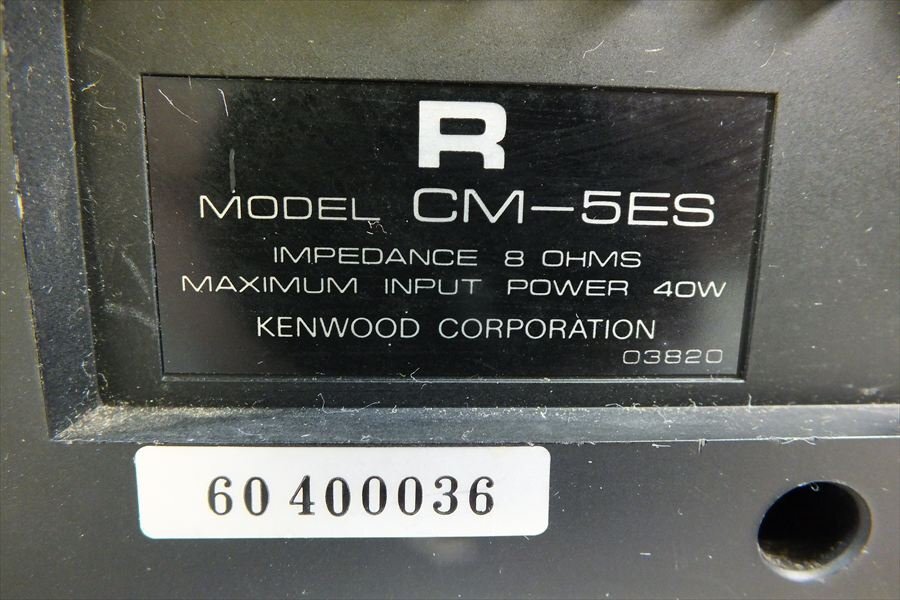 R
MODEL CM-5ES
IMPEDANCE 8 OHMS
MAXIMUM INPUT POWER 40W
KENWOOD CORPORATION
03820
60 400036